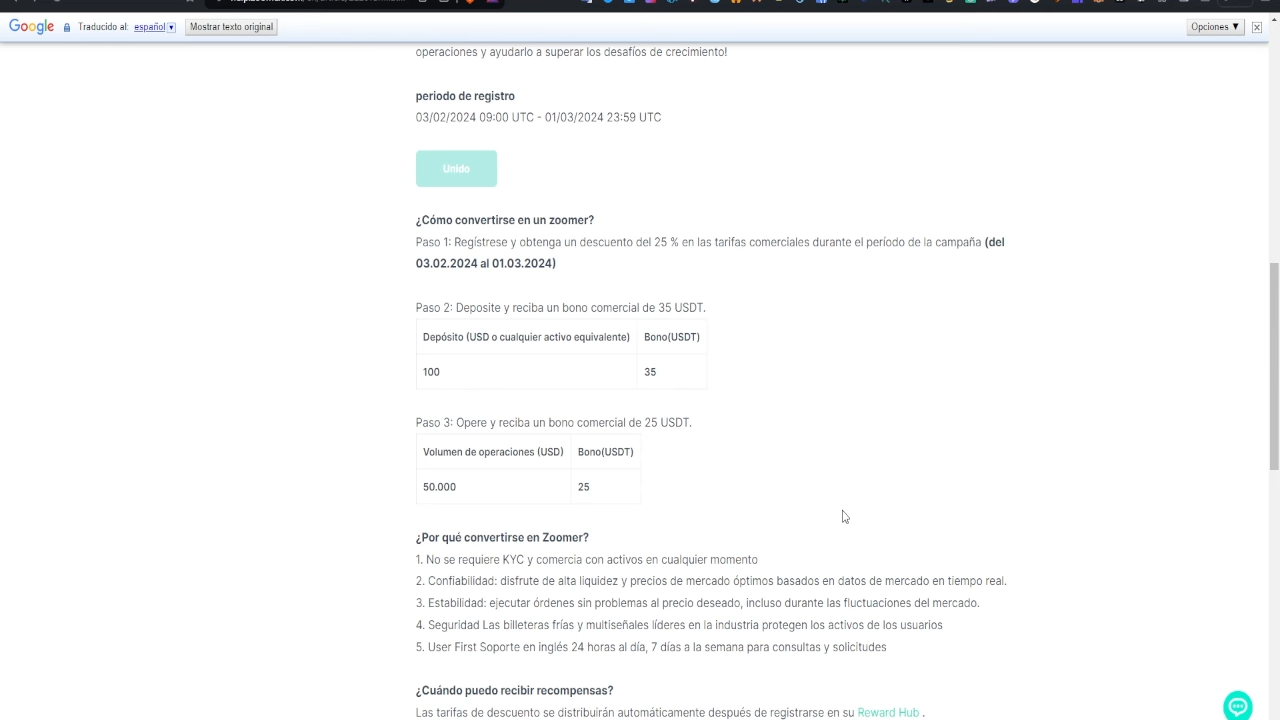 Google Traducido al: español Mostrar texto original Opciones ▼
operaciones y ayudarlo a superar los desafíos de crecimiento!
periodo de registro
03/02/2024 09:00 UTC - 01/03/2024 23:59 UTC
Unido
¿Cómo convertirse en un zoomer?
Paso 1: Regístrese y obtenga un descuento del 25 % en las tarifas comerciales durante el período de la campaña (del
03.02.2024 al 01.03.2024)
Paso 2: Deposite y reciba un bono comercial de 35 USDT.
Depósito (USD o cualquier activo equivalente) Bono(USDT)
100 35
Paso 3: Opere y reciba un bono comercial de 25 USDT.
Volumen de operaciones (USD) Bono(USDT)
50.000 25
¿Por qué convertirse en Zoomer?
1. No se requiere KYC y comercia con activos en cualquier momento
2. Confiabilidad: disfrute de alta liquidez y precios de mercado óptimos basados en datos de mercado en tiempo real.
3. Estabilidad: ejecutar órdenes sin problemas al precio deseado, incluso durante las fluctuaciones del mercado.
4. Seguridad Las billeteras frías y multiseñales líderes en la industria protegen los activos de los usuarios
5. User First Soporte en inglés 24 horas al día, 7 días a la semana para consultas y solicitudes
¿Cuándo puedo recibir recompensas?
Las tarifas de descuento se distribuirán automáticamente después de registrarse en su Reward Hub .